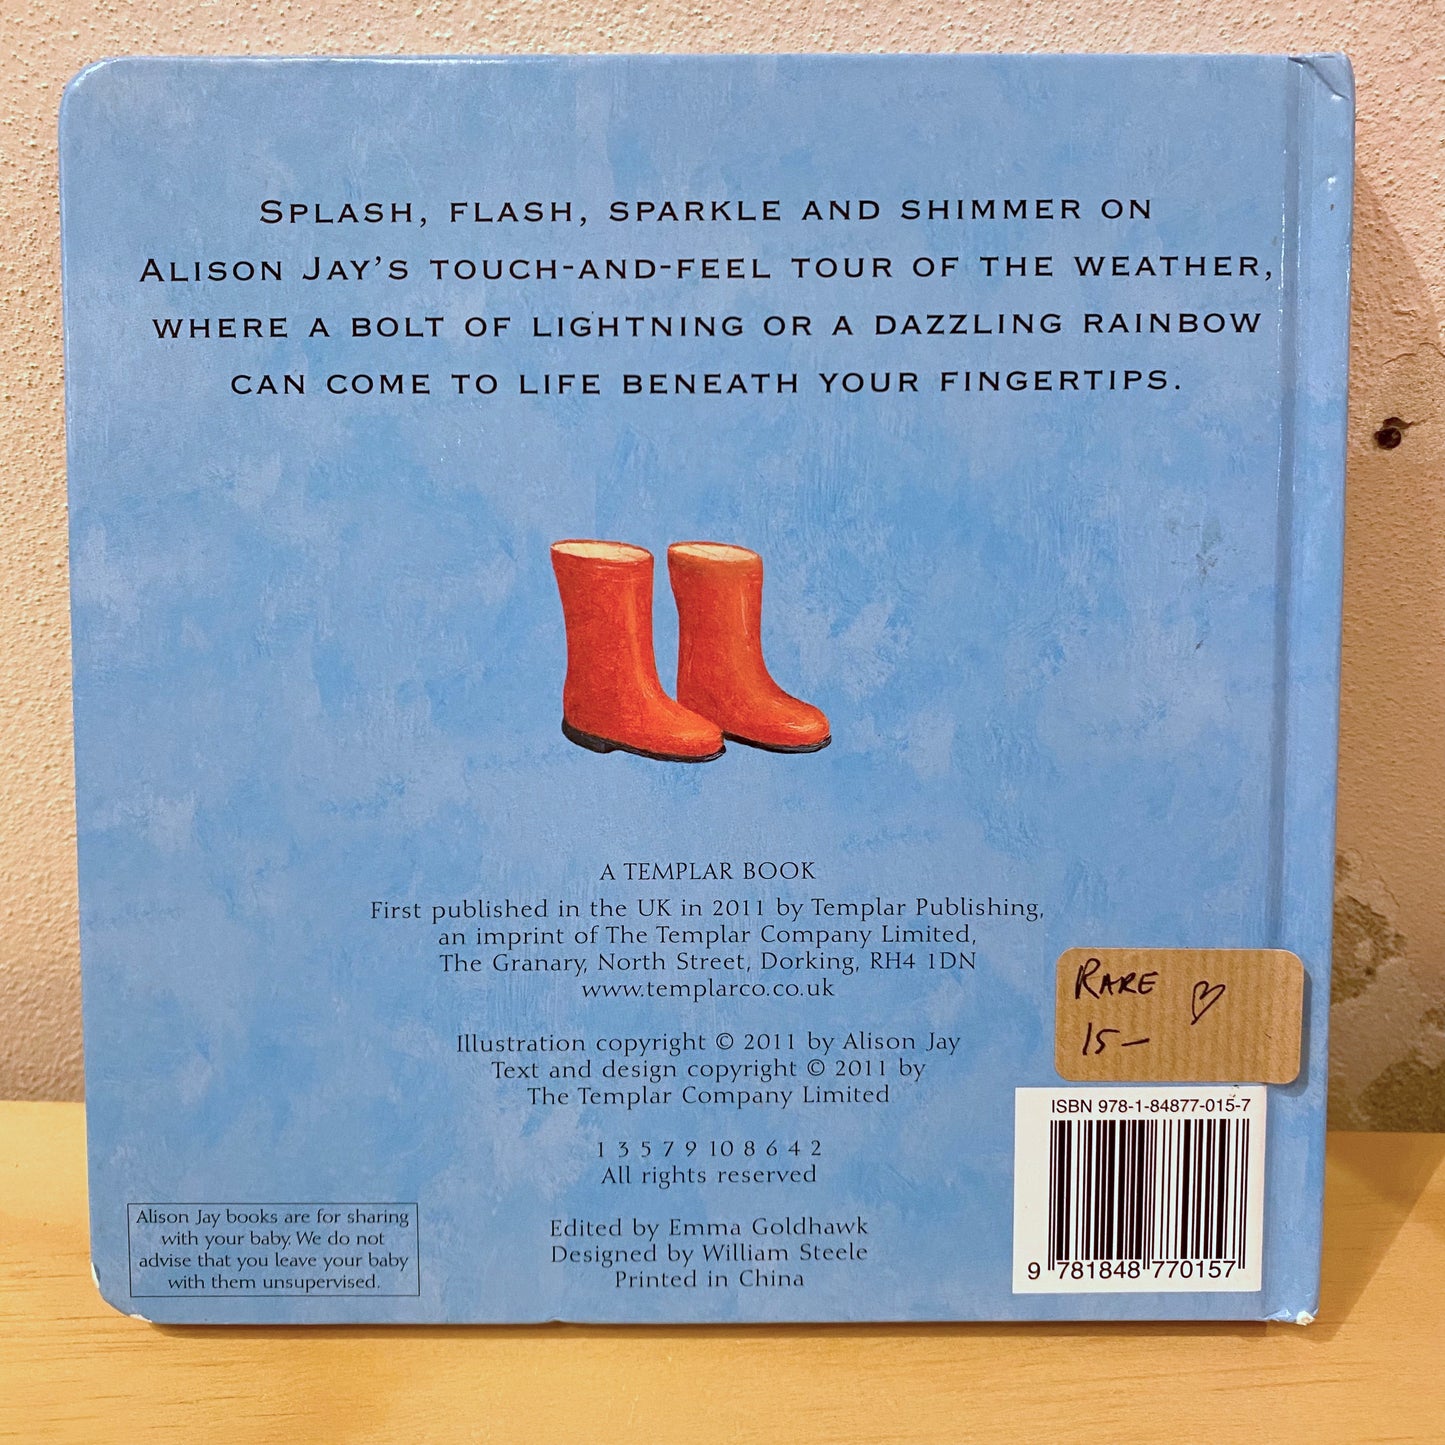 SPLASH, FLASH, SPARKLE AND SHIMMER ON
ALISON JAY'S TOUCH-AND-FEEL TOUR OF THE WEATHER,
WHERE A BOLT OF LIGHTNING OR A DAZZLING RAINBOW
CAN COME TO LIFE BENEATH YOUR FINGERTIPS.
A TEMPLAR BOOK
First published in the UK in 2011 by Templar Publishing,
an imprint of The Templar Company Limited,
The Granary, North Street, Dorking, RH4 1DN
www.templarco.co.uk
Illustration copyright © 2011 by Alison Jay
Text and design copyright © 2011 by
The Templar Company Limited
1 3 5 7 9 10 8 6 4 2
All rights reserved
Edited by Emma Goldhawk
Designed by William Steele
Printed in China
Alison Jay books are for sharing
with your baby. We do not
advise that you leave your baby
with them unsupervised.
RARE
15–
ISBN 978-1-84877-015-7
9 781848 770157